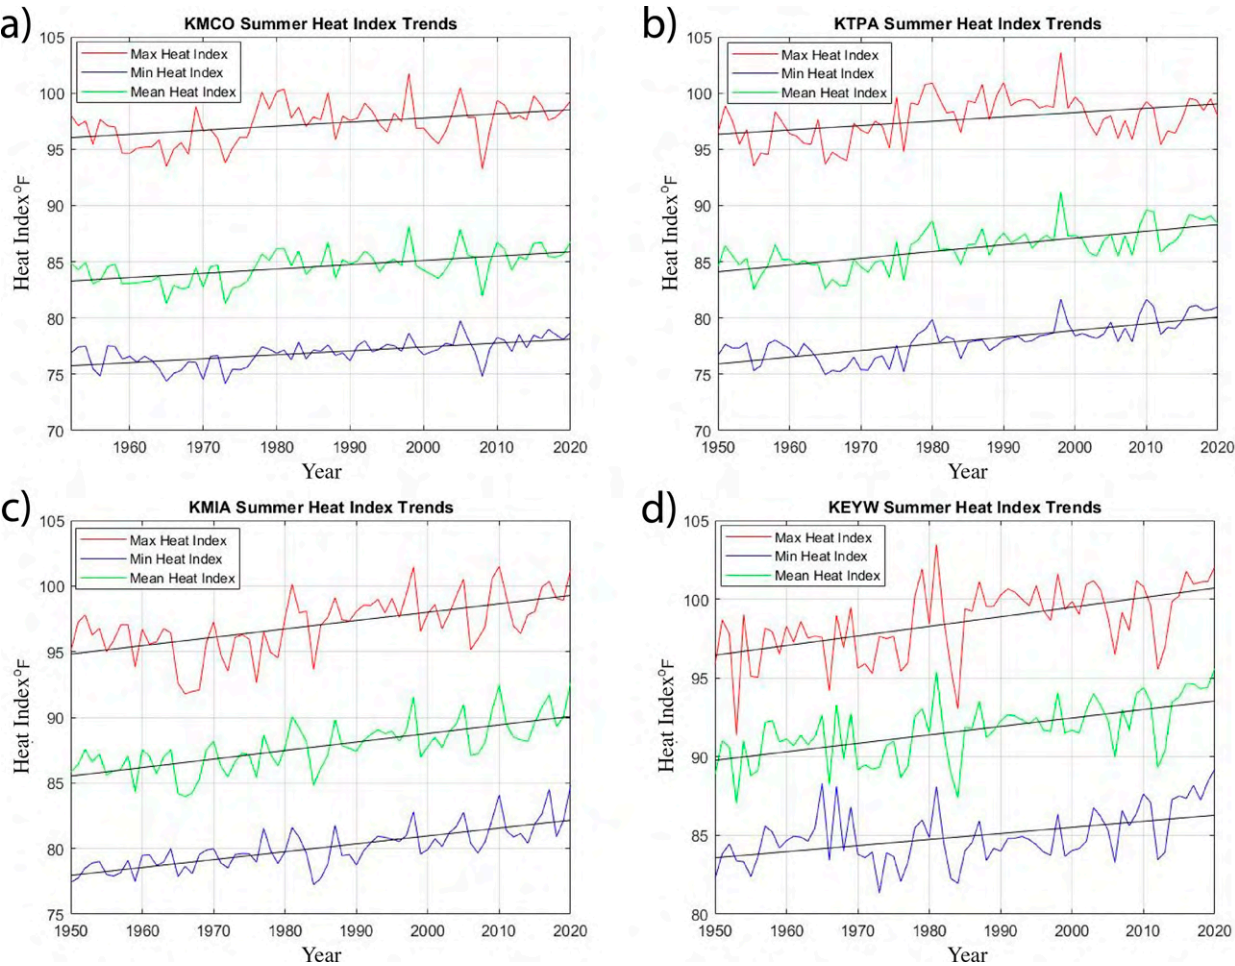 a)
KMCO Summer Heat Index Trends
105
100
95
90
85
80
75
70
Heat Index°F
Max Heat Index
Min Heat Index
Mean Heat Index
1960 1970 1980 1990 2000 2010 2020
Year
b)
KTPA Summer Heat Index Trends
105
100
95
90
85
80
75
70
Heat Index°F
Max Heat Index
Min Heat Index
Mean Heat Index
1950 1960 1970 1980 1990 2000 2010 2020
Year
c)
KMIA Summer Heat Index Trends
105
100
95
90
85
80
75
Heat Index°F
Max Heat Index
Min Heat Index
Mean Heat Index
1950 1960 1970 1980 1990 2000 2010 2020
Year
d)
KEYW Summer Heat Index Trends
105
100
95
90
85
80
Heat Index°F
Max Heat Index
Min Heat Index
Mean Heat Index
1950 1960 1970 1980 1990 2000 2010 2020
Year